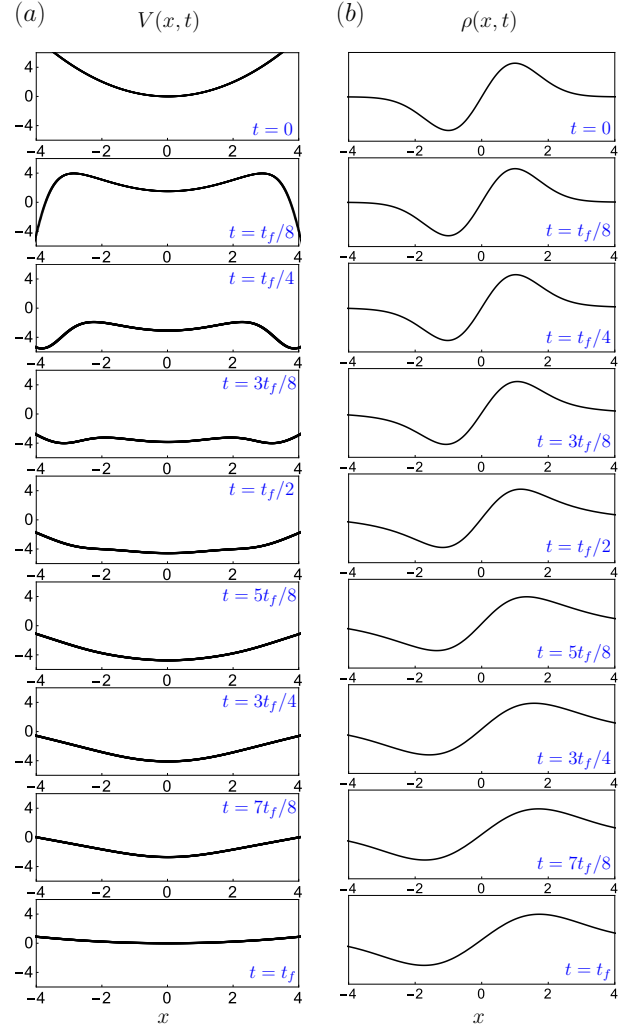 (a) V(x,t) (b) ρ(x,t)
4
0
−4
t = 0
−4 −2 0 2 4
4
0
−4
t = t_f/8
−4 −2 0 2 4
4
0
−4
t = t_f/4
−4 −2 0 2 4
4
0
−4
t = 3t_f/8
−4 −2 0 2 4
4
0
−4
t = t_f/2
−4 −2 0 2 4
4
0
−4
t = 5t_f/8
−4 −2 0 2 4
4
0
−4
t = 3t_f/4
−4 −2 0 2 4
4
0
−4
t = 7t_f/8
−4 −2 0 2 4
4
0
−4
t = t_f
−4 −2 0 2 4
x
t = 0
−4 −2 0 2 4
t = t_f/8
−4 −2 0 2 4
t = t_f/4
−4 −2 0 2 4
t = 3t_f/8
−4 −2 0 2 4
t = t_f/2
−4 −2 0 2 4
t = 5t_f/8
−4 −2 0 2 4
t = 3t_f/4
−4 −2 0 2 4
t = 7t_f/8
−4 −2 0 2 4
t = t_f
−4 −2 0 2 4
x